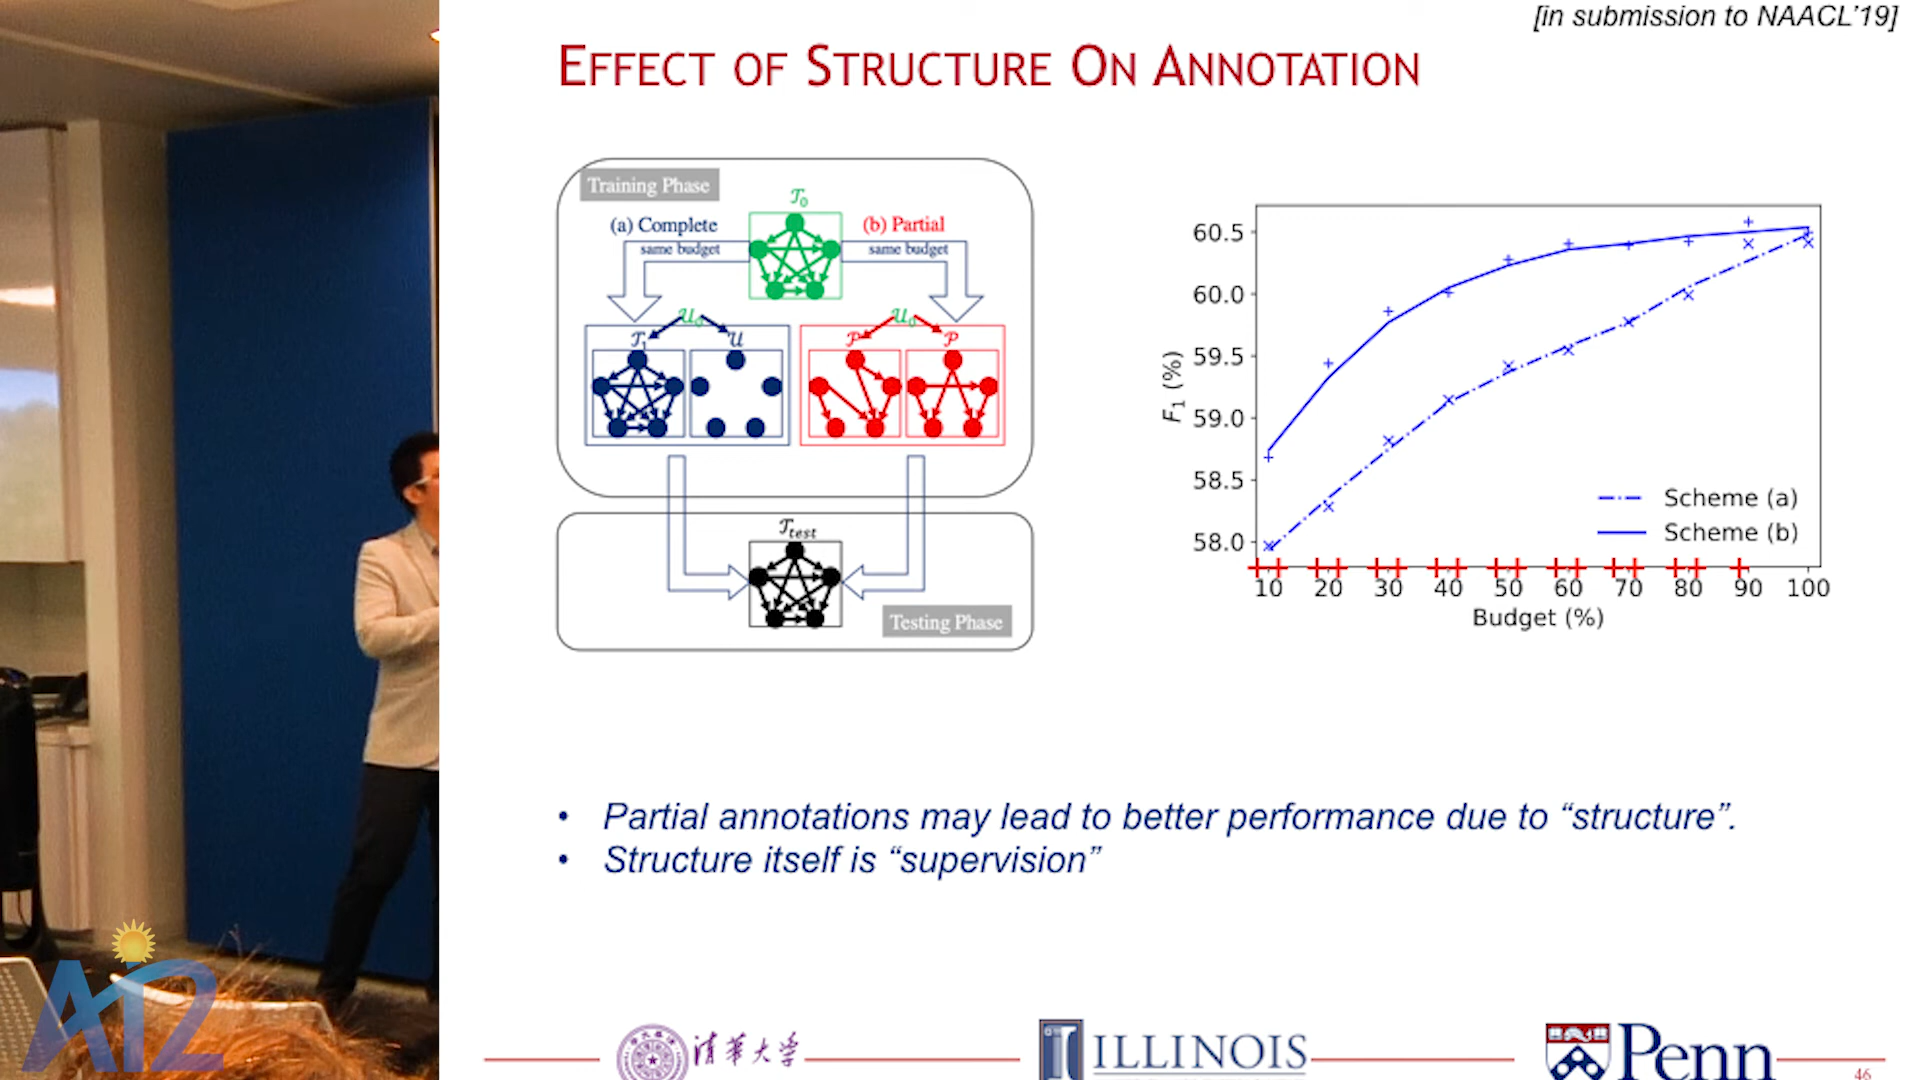 [in submission to NAACL'19]
EFFECT OF STRUCTURE ON ANNOTATION
Training Phase
𝒯₀
(a) Complete
(b) Partial
same budget
same budget
𝒰₀
𝒰₀
𝒯₁
𝒰
𝒫
𝒫
𝒯test
Testing Phase
60.5
60.0
59.5
59.0
58.5
58.0
F₁ (%)
Scheme (a)
Scheme (b)
10 20 30 40 50 60 70 80 90 100
Budget (%)
• Partial annotations may lead to better performance due to “structure”.
• Structure itself is “supervision”
AI2
清華大学
ILLINOIS
Penn
46